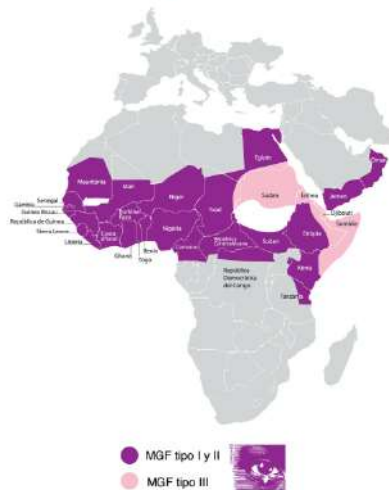 Egipto
Omán
Mauritania
Mali
Níger
Sudán
Eritrea
Yemen
Senegal
Gambia
Guinea Bissau
República de Guinea
Sierra Leona
Liberia
Burkina
Faso
Chad
Djibouti
Somalia
Nigeria
Etiopía
Ghana
Benín
Togo
Camerún
República
Centroafricana
Sudán
República
Democrática
del Congo
Kenia
Tanzania
MGF tipo I y II
MGF tipo III